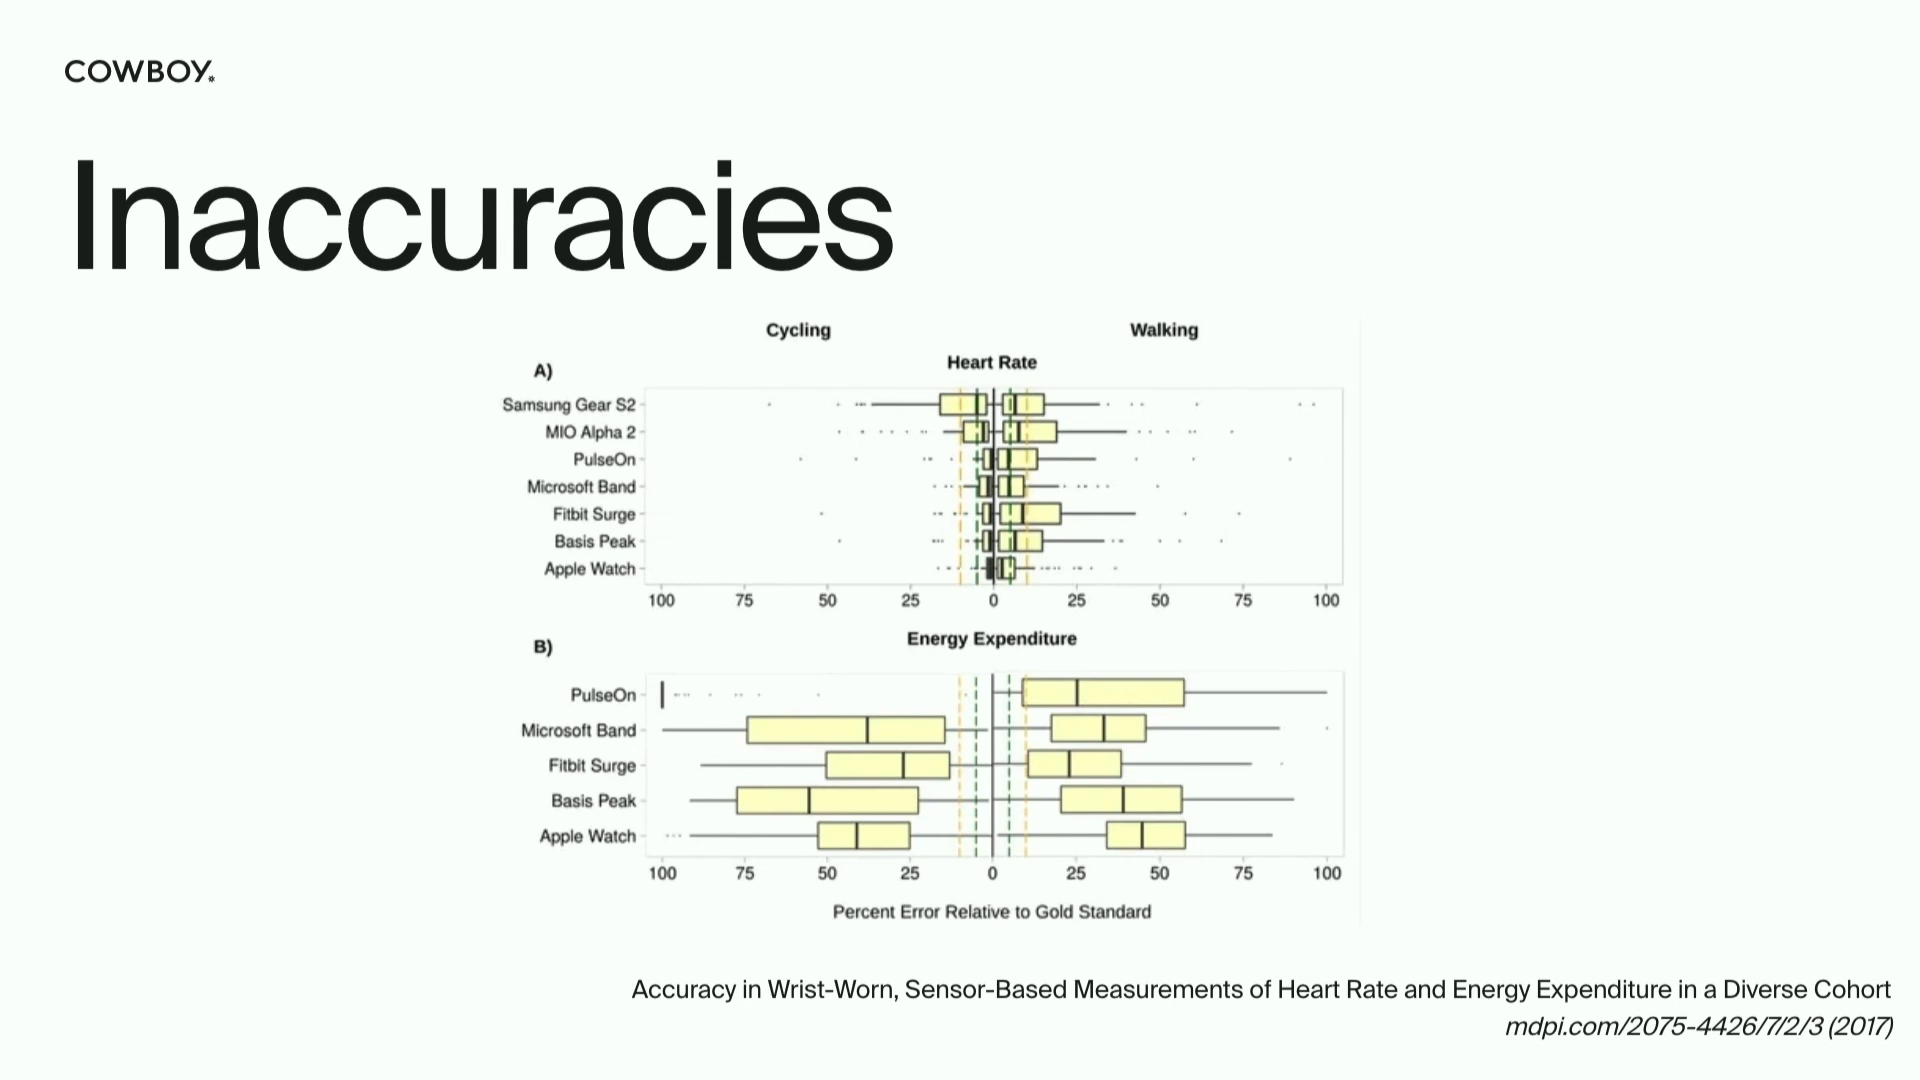 COWBOY
Inaccuracies
Cycling Walking
Heart Rate
A)
Samsung Gear S2
MIO Alpha 2
PulseOn
Microsoft Band
Fitbit Surge
Basis Peak
Apple Watch
100 75 50 25 0 25 50 75 100
Energy Expenditure
B)
PulseOn
Microsoft Band
Fitbit Surge
Basis Peak
Apple Watch
100 75 50 25 0 25 50 75 100
Percent Error Relative to Gold Standard
Accuracy in Wrist-Worn, Sensor-Based Measurements of Heart Rate and Energy Expenditure in a Diverse Cohort
mdpi.com/2075-4426/7/2/3 (2017)